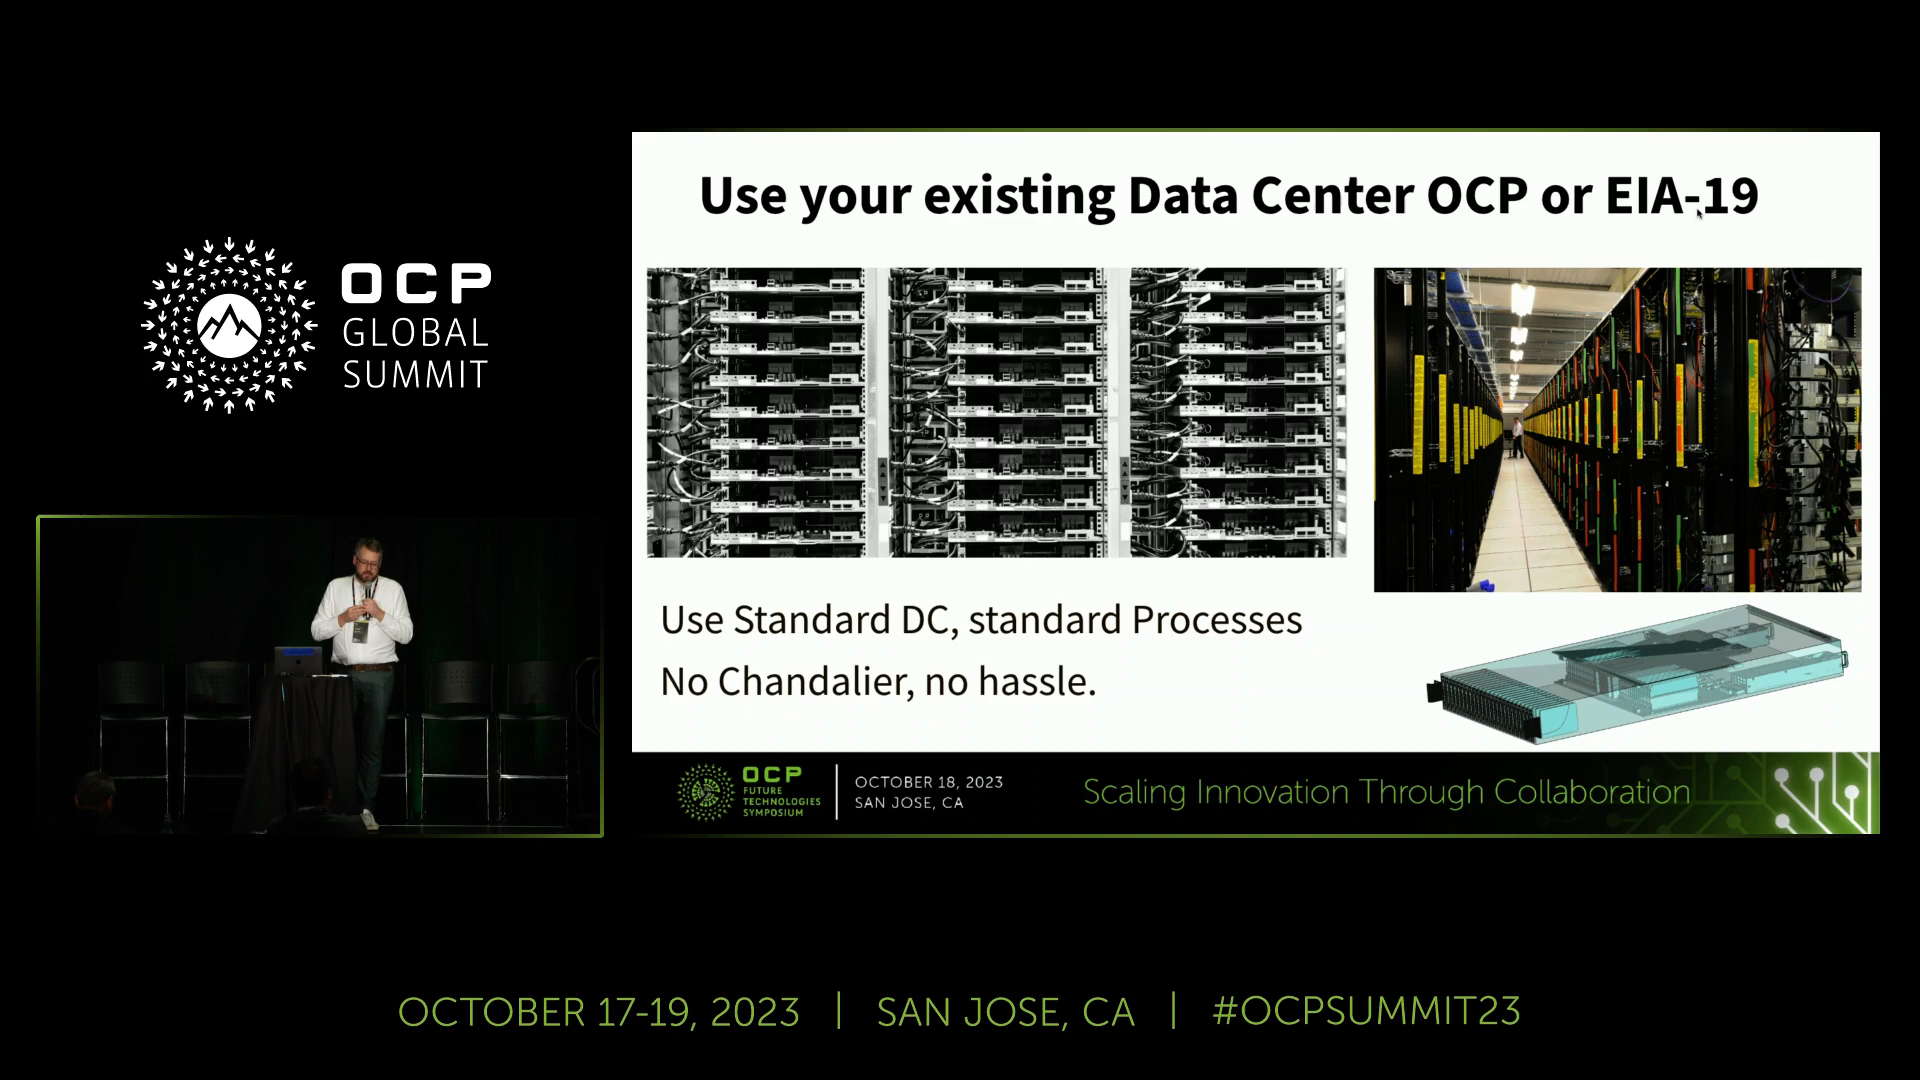 OCP
GLOBAL
SUMMIT
Use your existing Data Center OCP or EIA-19
Use Standard DC, standard Processes
No Chandalier, no hassle.
OCP
FUTURE
TECHNOLOGIES
SYMPOSIUM
OCTOBER 18, 2023
SAN JOSE, CA
Scaling Innovation Through Collaboration
OCTOBER 17-19, 2023 | SAN JOSE, CA | #OCPSUMMIT23